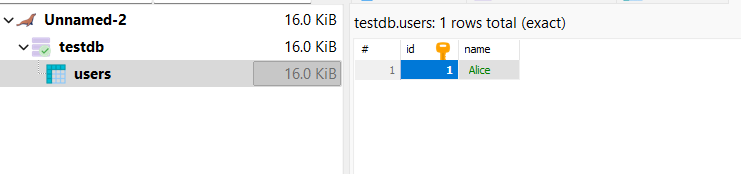 Unnamed-2 16.0 KiB
testdb 16.0 KiB
users 16.0 KiB
testdb.users: 1 rows total (exact)
# id name
1 1 Alice